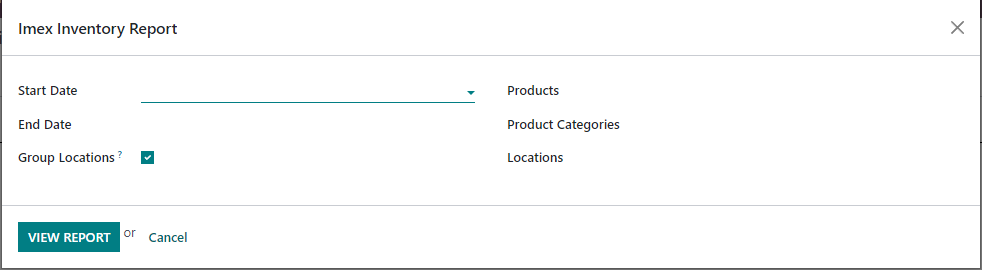 Imex Inventory Report
Start Date
Products
End Date
Product Categories
Group Locations ?
Locations
VIEW REPORT or Cancel